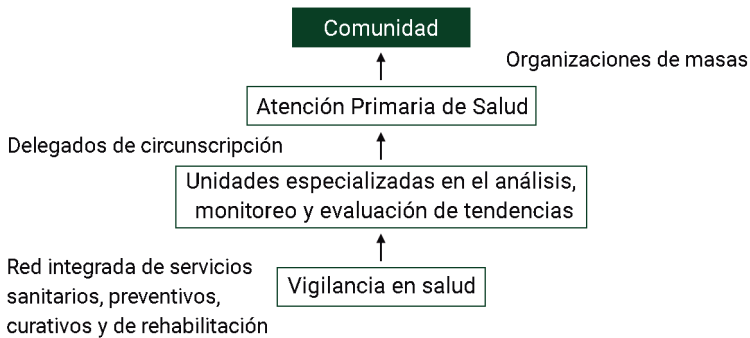 Comunidad
Organizaciones de masas
Atención Primaria de Salud
Delegados de circunscripción
Unidades especializadas en el análisis,
monitoreo y evaluación de tendencias
Red integrada de servicios
sanitarios, preventivos,
curativos y de rehabilitación
Vigilancia en salud